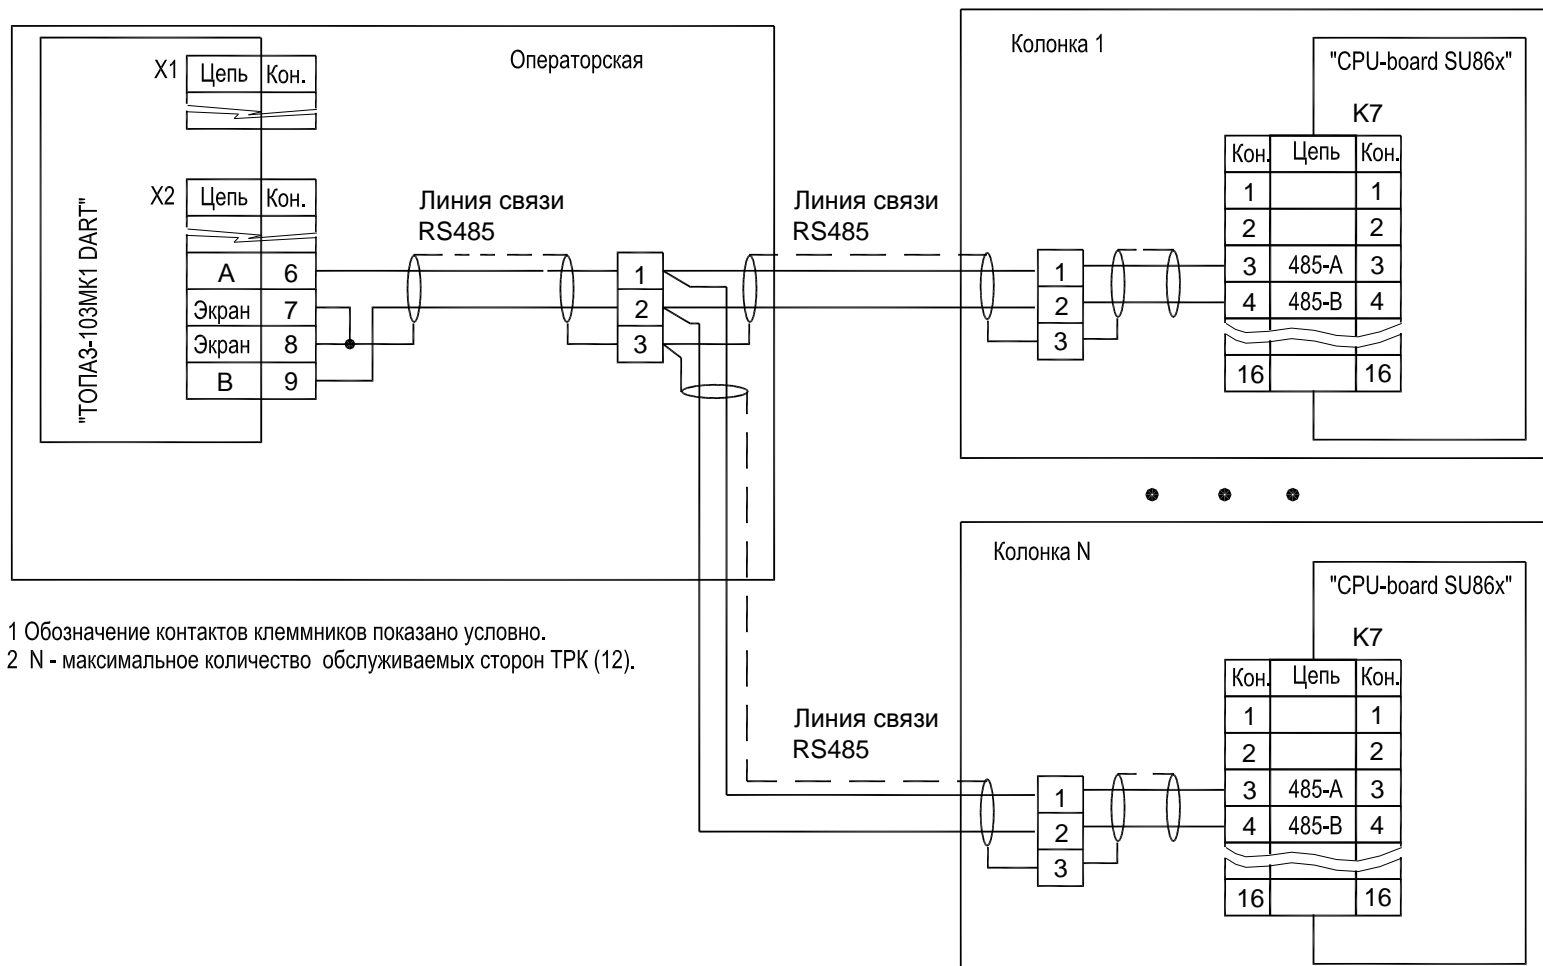 Операторская
"ТОПАЗ-103МК1 DART"
X1
Цепь Кон.
X2
Цепь Кон.
A 6
Экран 7
Экран 8
B 9
Линия связи
RS485
1
2
3
Линия связи
RS485
Колонка 1
"CPU-board SU86x"
K7
Кон. Цепь Кон.
1 1
2 2
3 485-A 3
4 485-B 4
16 16
1
2
3
Колонка N
"CPU-board SU86x"
K7
Кон. Цепь Кон.
1 1
2 2
3 485-A 3
4 485-B 4
16 16
1
2
3
Линия связи
RS485
1 Обозначение контактов клеммников показано условно.
2 N - максимальное количество обслуживаемых сторон ТРК (12).